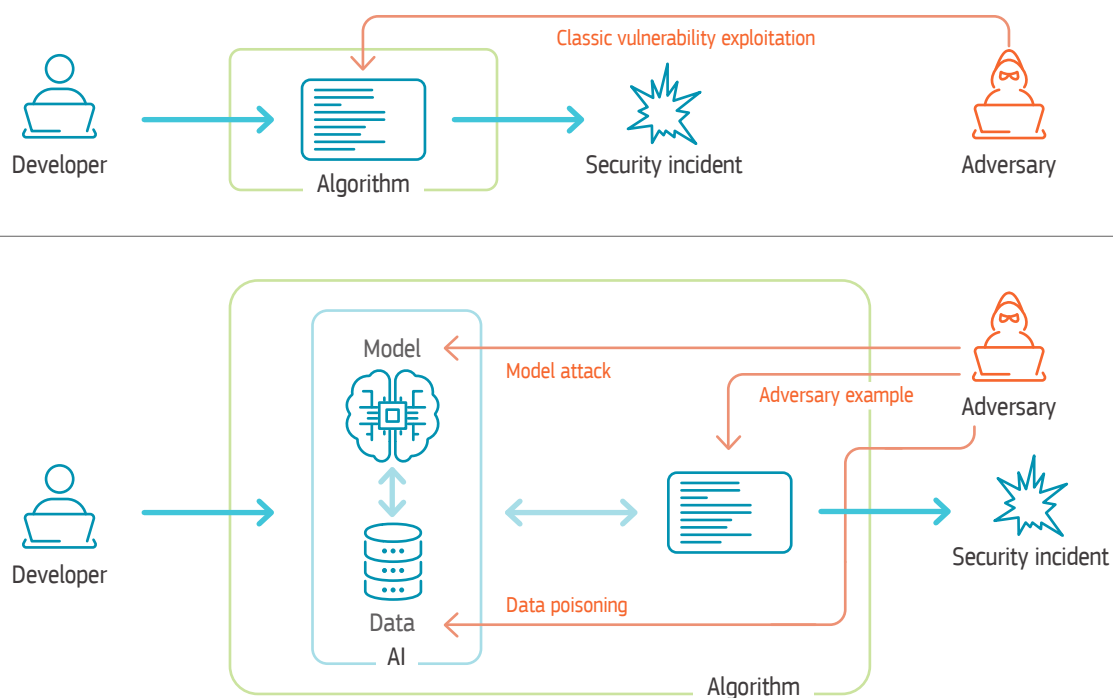 Classic vulnerability exploitation
Developer
Algorithm
Security incident
Adversary
Model
Model attack
Adversary example
Adversary
Developer
Data poisoning
Data
AI
Security incident
Algorithm